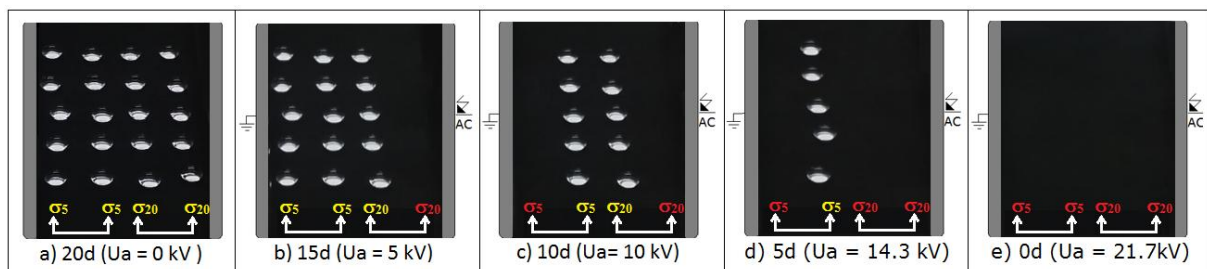 σ5 σ5 σ20 σ20
a) 20d (Ua = 0 kV )
σ5 σ5 σ20 σ20
b) 15d (Ua = 5 kV)
AC
σ5 σ5 σ20 σ20
c) 10d (Ua= 10 kV)
AC
σ5 σ5 σ20 σ20
d) 5d (Ua = 14.3 kV)
AC
σ5 σ5 σ20 σ20
e) 0d (Ua = 21.7kV)
AC